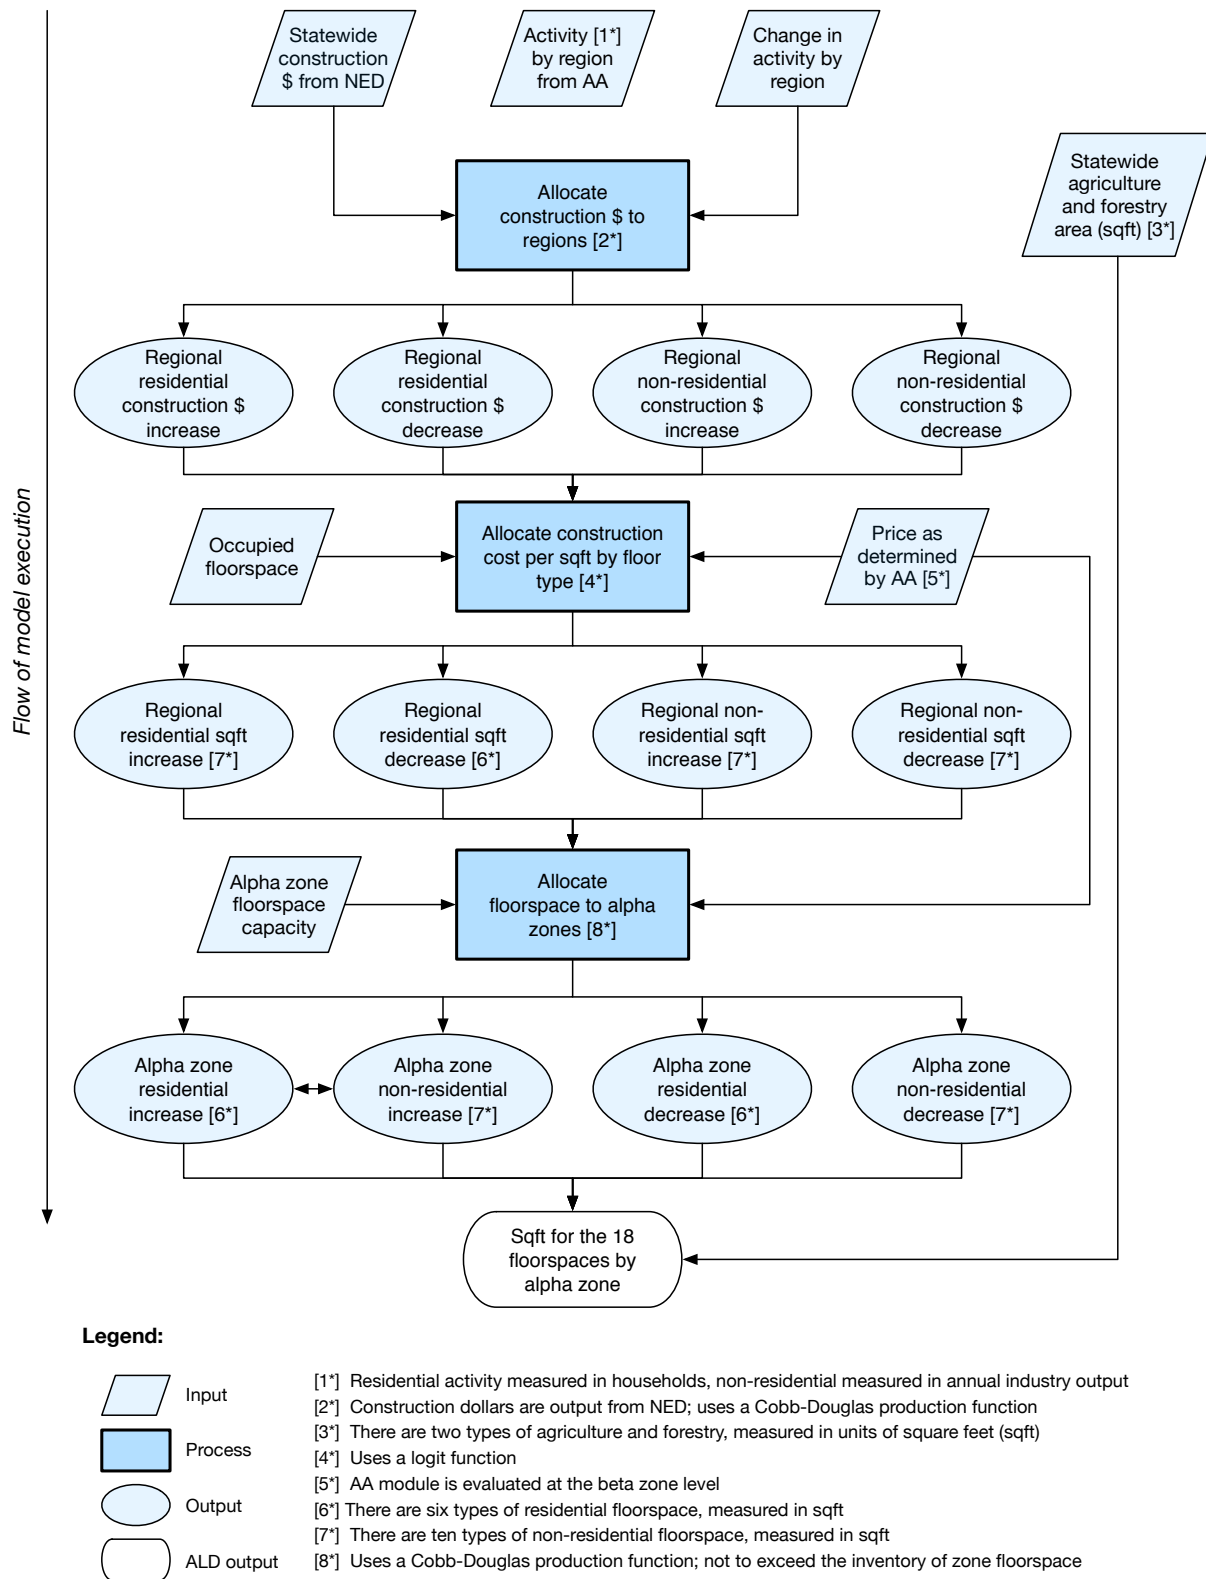 Statewide
construction
$ from NED
Activity [1*]
by region
from AA
Change in
activity by
region
Statewide
agriculture
and forestry
area (sqft) [3*]
Allocate
construction $ to
regions [2*]
Regional
residential
construction $
increase
Regional
residential
construction $
decrease
Regional
non-residential
construction $
increase
Regional
non-residential
construction $
decrease
Flow of model execution
Occupied
floorspace
Allocate construction
cost per sqft by floor
type [4*]
Price as
determined
by AA [5*]
Regional
residential sqft
increase [7*]
Regional
residential sqft
decrease [6*]
Regional non-
residential sqft
increase [7*]
Regional non-
residential sqft
decrease [7*]
Alpha zone
floorspace
capacity
Allocate
floorspace to alpha
zones [8*]
Alpha zone
residential
increase [6*]
Alpha zone
non-residential
increase [7*]
Alpha zone
residential
decrease [6*]
Alpha zone
non-residential
decrease [7*]
Sqft for the 18
floorspaces by
alpha zone
Legend:
Input
Process
Output
ALD output
[1*] Residential activity measured in households, non-residential measured in annual industry output
[2*] Construction dollars are output from NED; uses a Cobb-Douglas production function
[3*] There are two types of agriculture and forestry, measured in units of square feet (sqft)
[4*] Uses a logit function
[5*] AA module is evaluated at the beta zone level
[6*] There are six types of residential floorspace, measured in sqft
[7*] There are ten types of non-residential floorspace, measured in sqft
[8*] Uses a Cobb-Douglas production function; not to exceed the inventory of zone floorspace